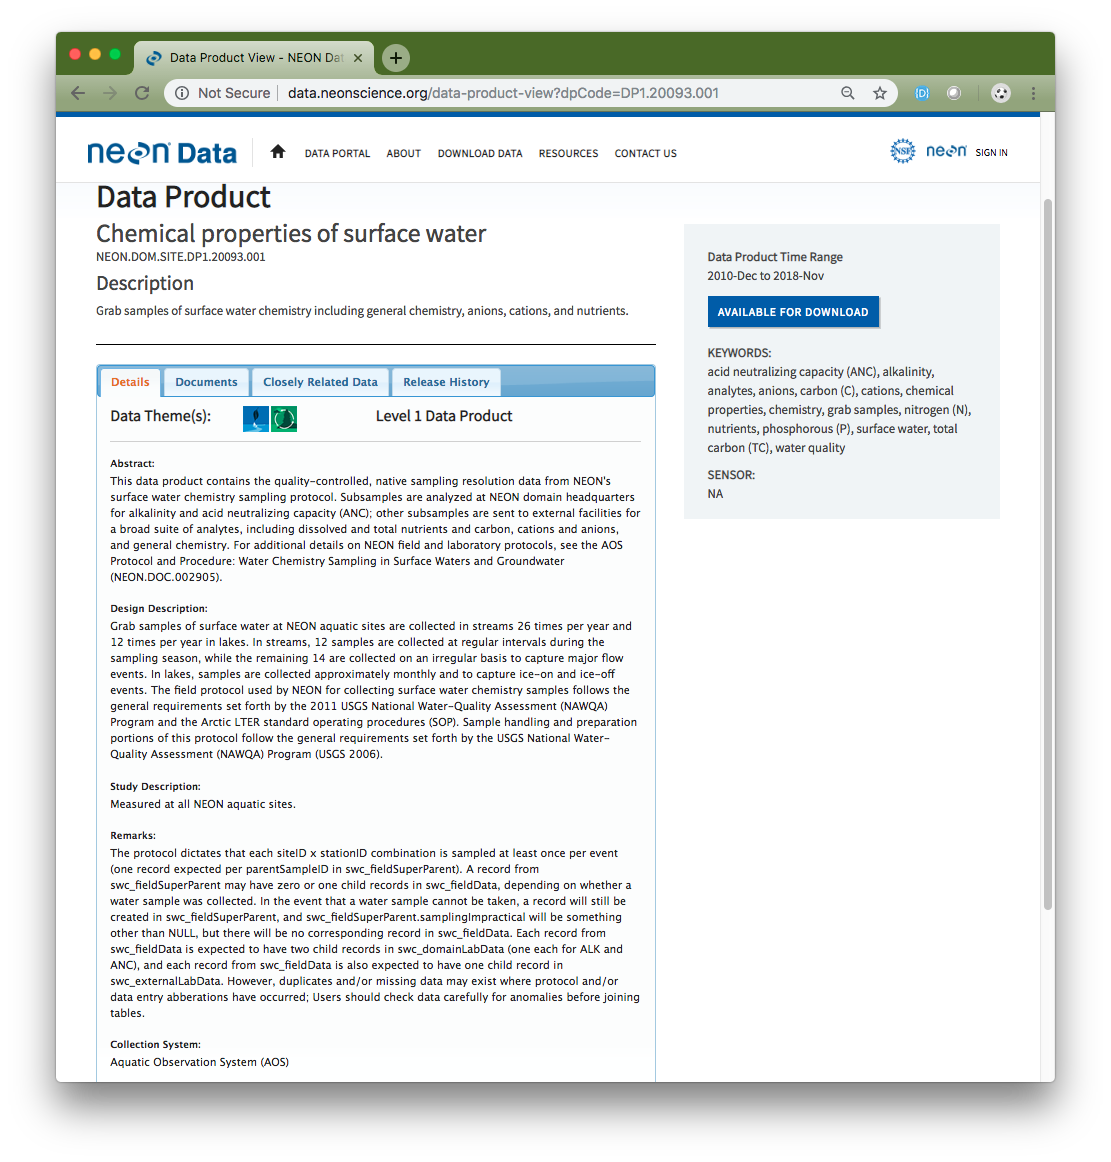 Data Product View - NEON Dat
Not Secure | data.neonscience.org/data-product-view?dpCode=DP1.20093.001
neon Data
DATA PORTAL ABOUT DOWNLOAD DATA RESOURCES CONTACT US
NSF neon SIGN IN
Data Product
Chemical properties of surface water
NEON.DOM.SITE.DP1.20093.001
Description
Grab samples of surface water chemistry including general chemistry, anions, cations, and nutrients.
Details Documents Closely Related Data Release History
Data Theme(s): Level 1 Data Product
Abstract:
This data product contains the quality-controlled, native sampling resolution data from NEON's
surface water chemistry sampling protocol. Subsamples are analyzed at NEON domain headquarters
for alkalinity and acid neutralizing capacity (ANC); other subsamples are sent to external facilities for
a broad suite of analytes, including dissolved and total nutrients and carbon, cations and anions,
and general chemistry. For additional details on NEON field and laboratory protocols, see the AOS
Protocol and Procedure: Water Chemistry Sampling in Surface Waters and Groundwater
(NEON.DOC.002905).
Design Description:
Grab samples of surface water at NEON aquatic sites are collected in streams 26 times per year and
12 times per year in lakes. In streams, 12 samples are collected at regular intervals during the
sampling season, while the remaining 14 are collected on an irregular basis to capture major flow
events. In lakes, samples are collected approximately monthly and to capture ice-on and ice-off
events. The field protocol used by NEON for collecting surface water chemistry samples follows the
general requirements set forth by the 2011 USGS National Water-Quality Assessment (NAWQA)
Program and the Arctic LTER standard operating procedures (SOP). Sample handling and preparation
portions of this protocol follow the general requirements set forth by the USGS National Water-
Quality Assessment (NAWQA) Program (USGS 2006).
Study Description:
Measured at all NEON aquatic sites.
Remarks:
The protocol dictates that each siteID x stationID combination is sampled at least once per event
(one record expected per parentSampleID in swc_fieldSuperParent). A record from
swc_fieldSuperParent may have zero or one child records in swc_fieldData, depending on whether a
water sample was collected. In the event that a water sample cannot be taken, a record will still be
created in swc_fieldSuperParent, and swc_fieldSuperParent.samplingImpractical will be something
other than NULL, but there will be no corresponding record in swc_fieldData. Each record from
swc_fieldData is expected to have two child records in swc_domainLabData (one each for ALK and
ANC), and each record from swc_fieldData is also expected to have one child record in
swc_externalLabData. However, duplicates and/or missing data may exist where protocol and/or
data entry abberations have occurred; Users should check data carefully for anomalies before joining
tables.
Collection System:
Aquatic Observation System (AOS)
Data Product Time Range
2010-Dec to 2018-Nov
AVAILABLE FOR DOWNLOAD
KEYWORDS:
acid neutralizing capacity (ANC), alkalinity,
analytes, anions, carbon (C), cations, chemical
properties, chemistry, grab samples, nitrogen (N),
nutrients, phosphorous (P), surface water, total
carbon (TC), water quality
SENSOR:
NA